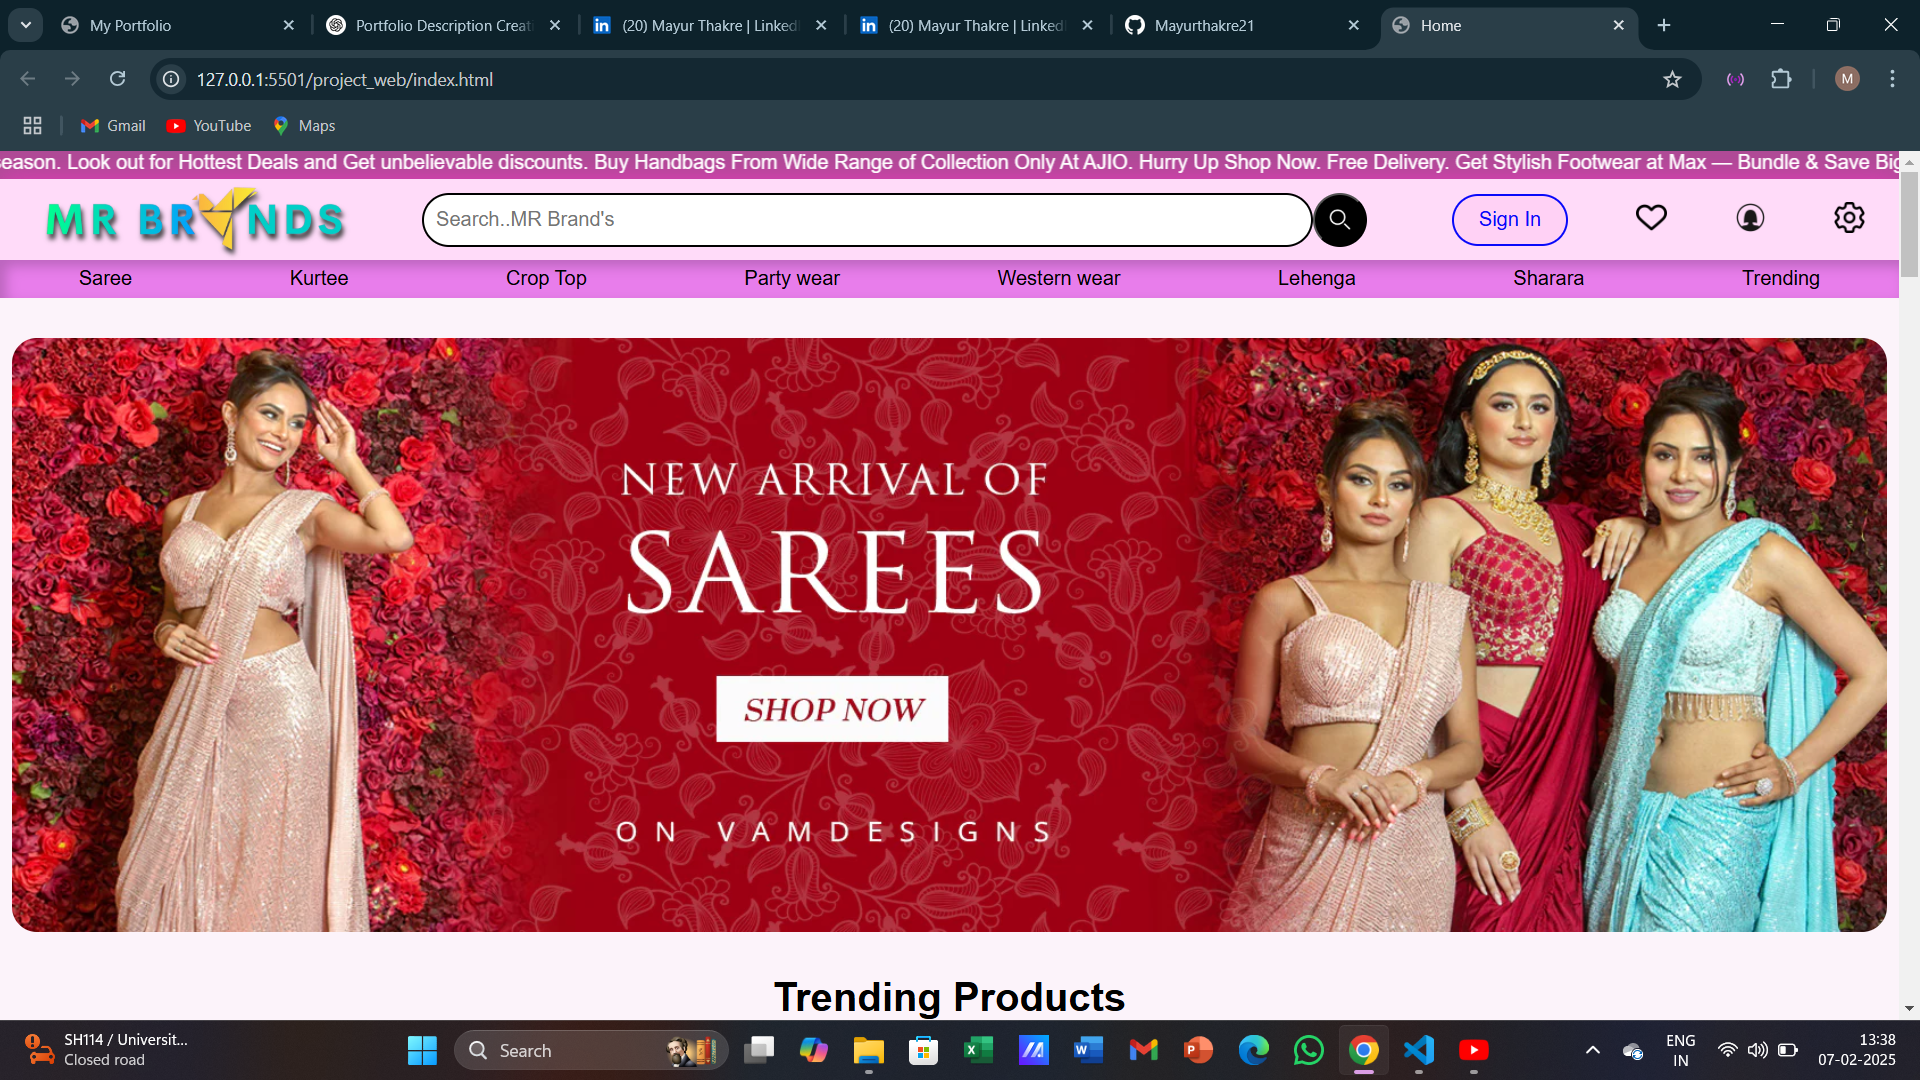 My Portfolio
Portfolio Description Creati
(20) Mayur Thakre | LinkedI
(20) Mayur Thakre | LinkedI
Mayurthakre21
Home
127.0.0.1:5501/project_web/index.html
M
Gmail
YouTube
Maps
eason. Look out for Hottest Deals and Get unbelievable discounts. Buy Handbags From Wide Range of Collection Only At AJIO. Hurry Up Shop Now. Free Delivery. Get Stylish Footwear at Max — Bundle & Save Big
MR BRANDS
Search..MR Brand's
Sign In
Saree
Kurtee
Crop Top
Party wear
Western wear
Lehenga
Sharara
Trending
NEW ARRIVAL OF
SAREES
SHOP NOW
ON VAMDESIGNS
Trending Products
SH114 / Universit...
Closed road
Search
ENG
IN
13:38
07-02-2025